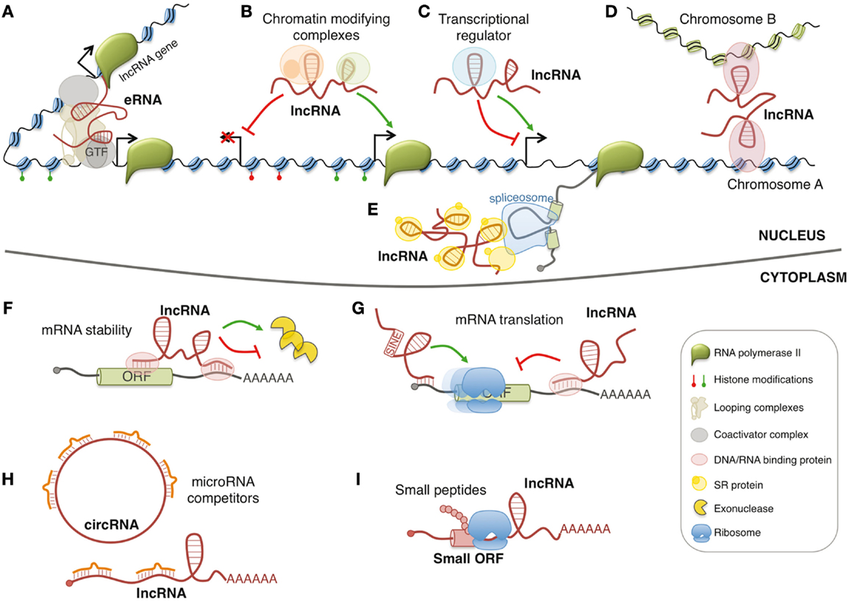 A
lncRNA gene
eRNA
GTF
B
Chromatin modifying
complexes
lncRNA
C
Transcriptional
regulator
lncRNA
D
Chromosome B
lncRNA
Chromosome A
E
spliceosome
lncRNA
NUCLEUS
CYTOPLASM
F
lncRNA
mRNA stability
ORF
AAAAAA
G
lncRNA
mRNA translation
SINE
ORF
AAAAAA
RNA polymerase II
Histone modifications
Looping complexes
Coactivator complex
DNA/RNA binding protein
SR protein
Exonuclease
Ribosome
H
microRNA
competitors
circRNA
AAAAAA
lncRNA
I
lncRNA
Small peptides
AAAAAA
Small ORF